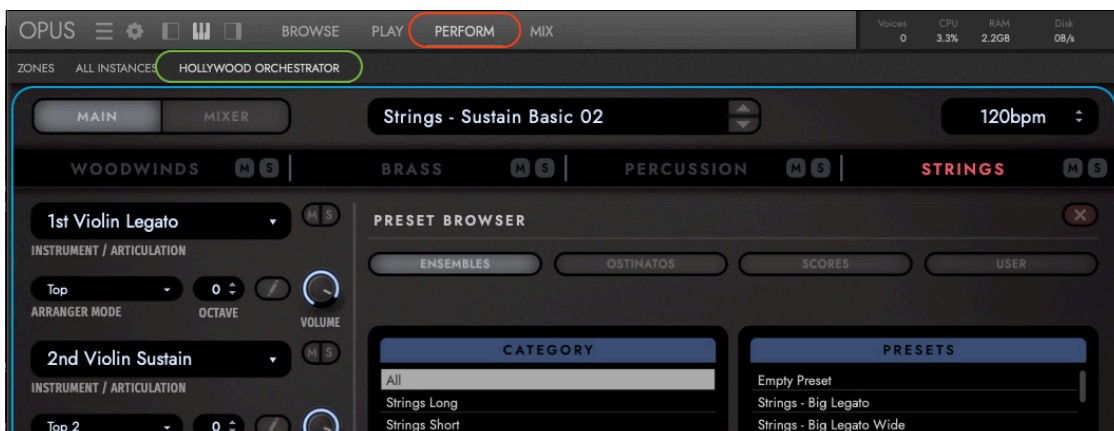 OPUS BROWSE PLAY PERFORM MIX Voices CPU RAM Disk
0 3.3% 2.2GB 0B/s
ZONES ALL INSTANCES HOLLYWOOD ORCHESTRATOR
MAIN MIXER Strings - Sustain Basic 02 120bpm
WOODWINDS M S BRASS M S PERCUSSION M S STRINGS M S
1st Violin Legato M S PRESET BROWSER
INSTRUMENT / ARTICULATION
ENSEMBLES OSTINATOS SCORES USER
Top 0
ARRANGER MODE OCTAVE VOLUME
2nd Violin Sustain M S CATEGORY PRESETS
INSTRUMENT / ARTICULATION All Empty Preset
Strings Long Strings - Big Legato
Top 2 0 Strings Short Strings - Big Legato Wide